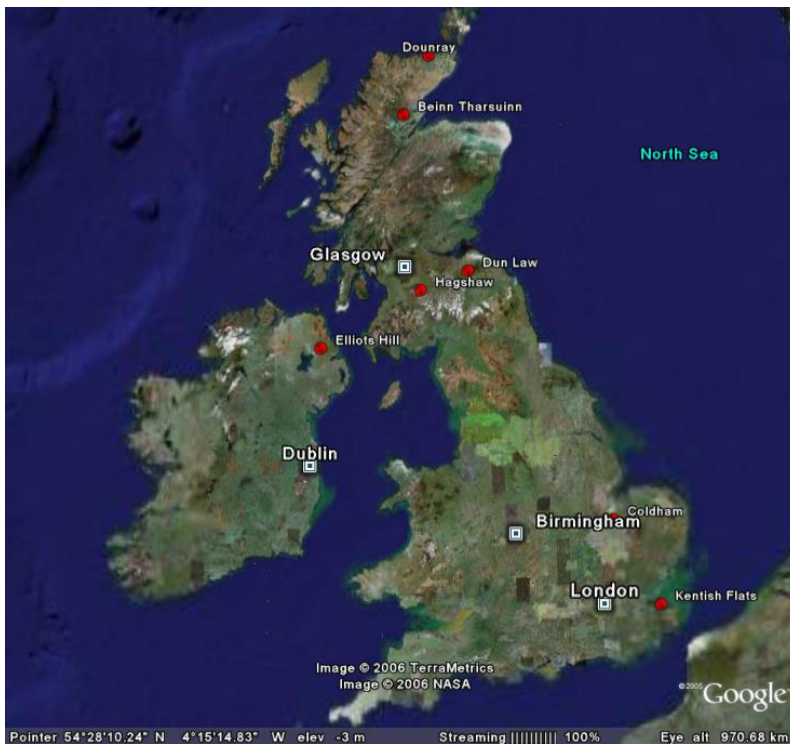 Dounray
Beinn Tharsuinn
North Sea
Glasgow
Dun Law
Hagshaw
Elliots Hill
Dublin
Coldham
Birmingham
London
Kentish Flats
Image © 2006 TerraMetrics
Image © 2006 NASA
©2005 Google
Pointer 54°28'10.24" N 4°15'14.83" W elev -3 m Streaming |||||||||| 100% Eye alt 970.68 km